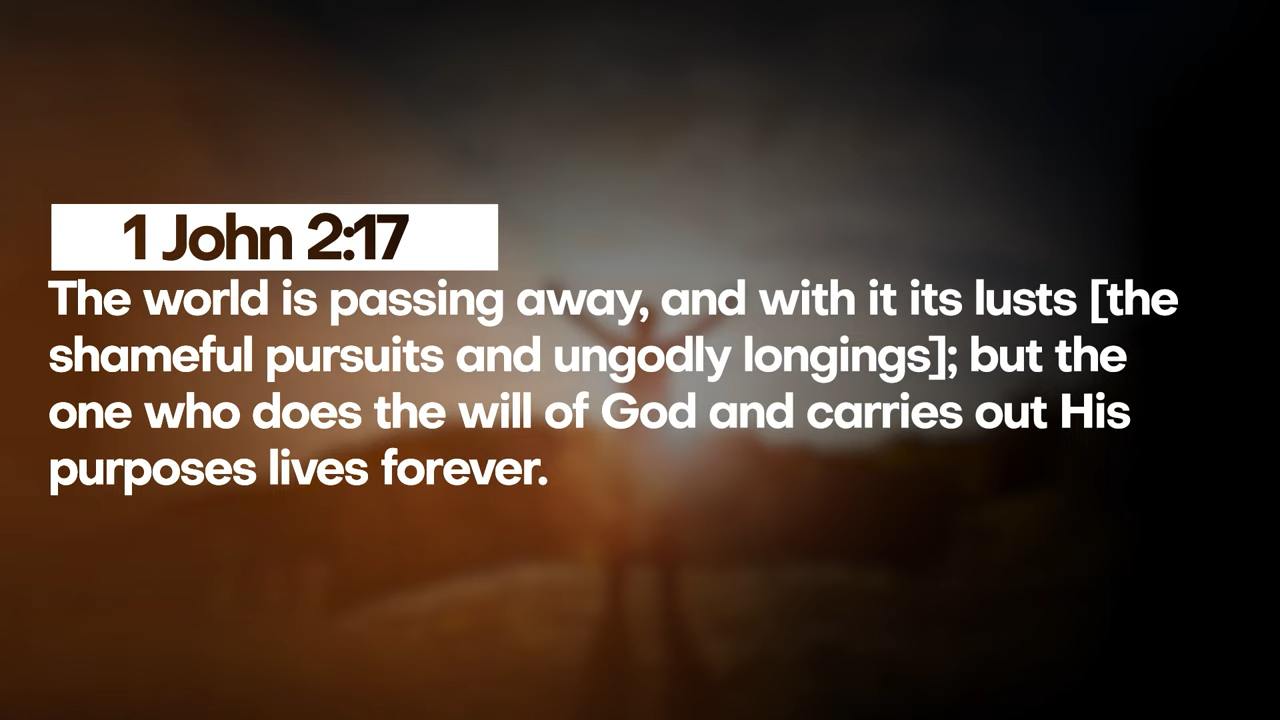 1 John 2:17
The world is passing away, and with it its lusts [the
shameful pursuits and ungodly longings]; but the
one who does the will of God and carries out His
purposes lives forever.